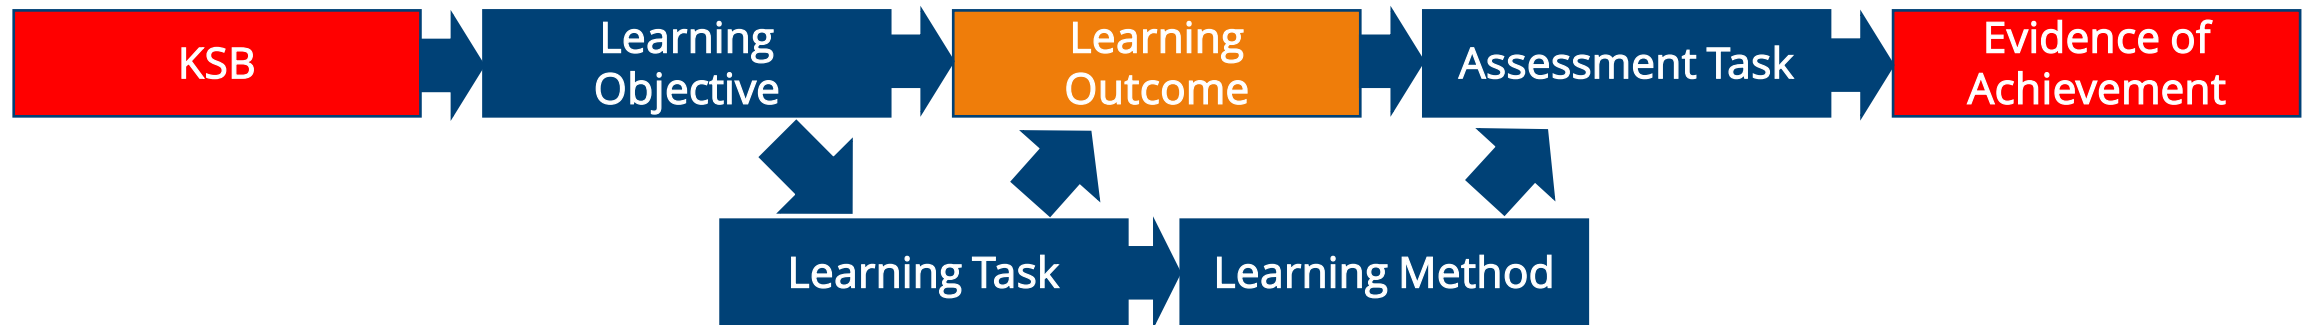 KSB
Learning
Objective
Learning
Outcome
Assessment Task
Evidence of
Achievement
Learning Task
Learning Method